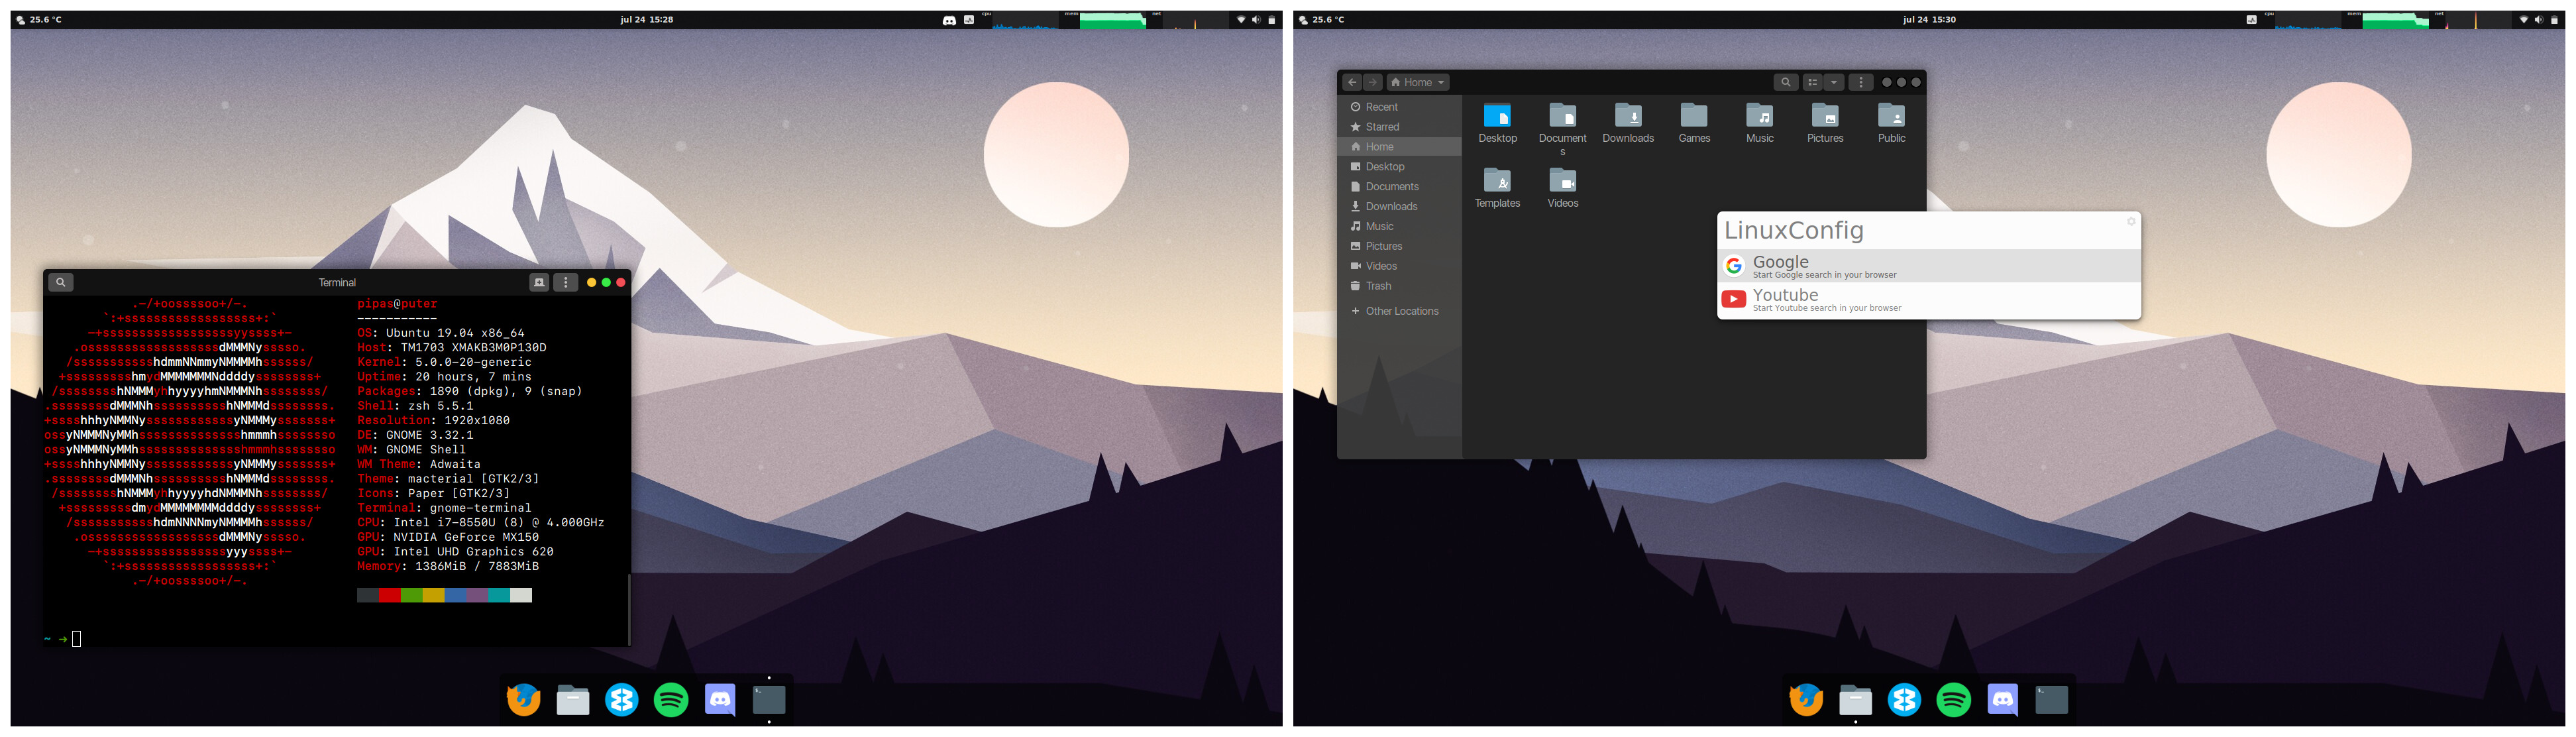 25.6 °C
jul 24 15:28
cpu
mem
net
Terminal
.-/+oossssoo+/-.
`:+ssssssssssssssssss+:`
-+ssssssssssssssssssyyssss+-
.ossssssssssssssssssdMMMNysssso.
/ssssssssssshdmmNNmmyNMMMMhssssss/
+ssssssssshmydMMMMMMMNddddyssssssss+
/sssssssshNMMMyhhyyyyhmNMMMNhssssssss/
.ssssssssdMMMNhsssssssssshNMMMdssssssss.
+sssshhhyNMMNyssssssssssssyNMMMysssssss+
ossyNMMMNyMMhsssssssssssssshmmmhssssssso
ossyNMMMNyMMhsssssssssssssshmmmhssssssso
+sssshhhyNMMNyssssssssssssyNMMMysssssss+
.ssssssssdMMMNhsssssssssshNMMMdssssssss.
/sssssssshNMMMyhhyyyyhdNMMMNhssssssss/
+sssssssssdmydMMMMMMMMddddyssssssss+
/ssssssssssshdmNNNNmyNMMMMhssssss/
.ossssssssssssssssssdMMMNysssso.
-+sssssssssssssssssyyyssss+-
`:+ssssssssssssssssss+:`
.-/+oossssoo+/-.
pipas@puter
-----------
OS: Ubuntu 19.04 x86_64
Host: TM1703 XMAKB3M0P130D
Kernel: 5.0.0-20-generic
Uptime: 20 hours, 7 mins
Packages: 1890 (dpkg), 9 (snap)
Shell: zsh 5.5.1
Resolution: 1920x1080
DE: GNOME 3.32.1
WM: GNOME Shell
WM Theme: Adwaita
Theme: macterial [GTK2/3]
Icons: Paper [GTK2/3]
Terminal: gnome-terminal
CPU: Intel i7-8550U (8) @ 4.000GHz
GPU: NVIDIA GeForce MX150
GPU: Intel UHD Graphics 620
Memory: 1386MiB / 7883MiB
~ →
25.6 °C
jul 24 15:30
cpu
mem
net
Home
Recent
Starred
Home
Desktop
Documents
Downloads
Music
Pictures
Videos
Trash
+ Other Locations
Desktop
Document
s
Downloads
Games
Music
Pictures
Public
Templates
Videos
LinuxConfig
Google
Start Google search in your browser
Youtube
Start Youtube search in your browser